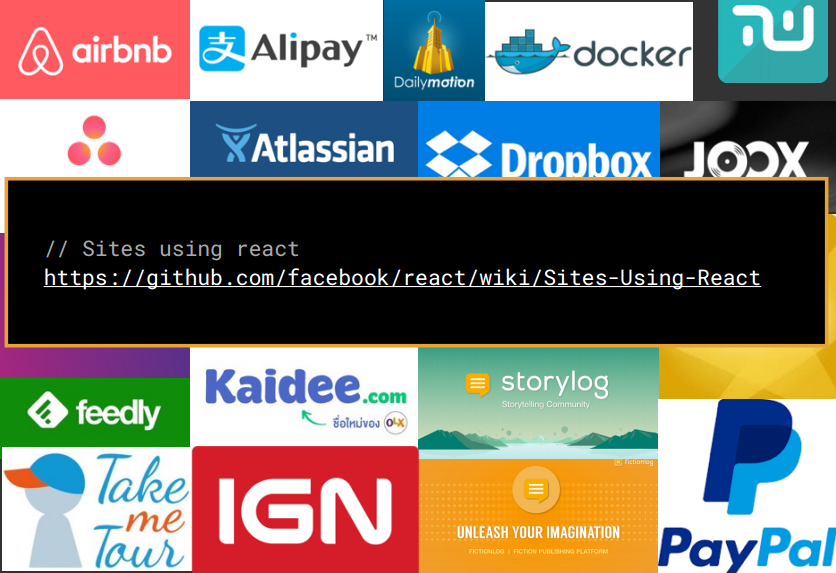 airbnb
Alipay™
Dailymotion
docker
Atlassian
Dropbox
JOOX
// Sites using react
https://github.com/facebook/react/wiki/Sites-Using-React
feedly
Kaidee.com
ชื่อใหม่ของ OLX
storylog
Storytelling Community
fictionlog
Take
me
Tour
IGN
UNLEASH YOUR IMAGINATION
FICTIONLOG | FICTION PUBLISHING PLATFORM
PayPal